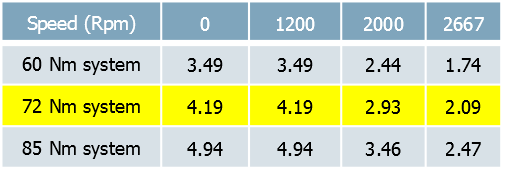 Speed (Rpm) 0 1200 2000 2667
60 Nm system 3.49 3.49 2.44 1.74
72 Nm system 4.19 4.19 2.93 2.09
85 Nm system 4.94 4.94 3.46 2.47